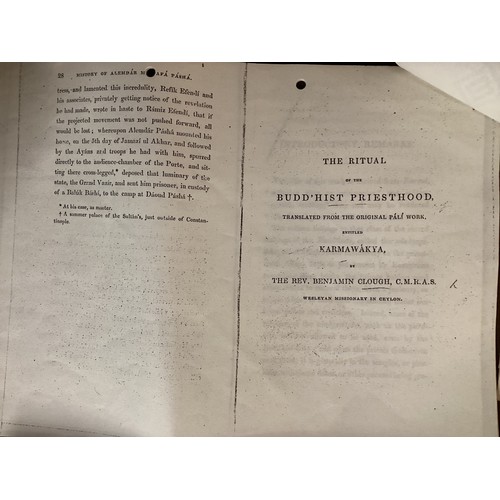 28 HISTORY OF ALEMDÁR MUSTAFÁ PÁSHÁ.
tress, and lamented this incredulity, Refík Efendí and
his associates, privately getting notice of the revelation
he had made, wrote in haste to Rámiz Efendí, that if
the projected movement was not pushed forward, all
would be lost; whereupon Alemdár Páshá mounted his
horse, on the 5th day of Jamází ul Akhar, and followed
by the Ayáns and troops he had with him, spurred
directly to the audience-chamber of the Porte, and sit-
ting there cross-legged,* deposed that luminary of the
state, the Grand Vazír, and sent him prisoner, in custody
of a Bulúk Báshí, to the camp at Dáoud Páshá †.
* At his ease, as master.
† A summer palace of the Sultán's, just outside of Constan-
tinople.
THE RITUAL
OF THE
BUDD'HIST PRIESTHOOD,
TRANSLATED FROM THE ORIGINAL PÁLÍ WORK,
ENTITLED
KARMAWÁKYA,
BY
THE REV. BENJAMIN CLOUGH, C.M.R.A.S.
WESLEYAN MISSIONARY IN CEYLON.